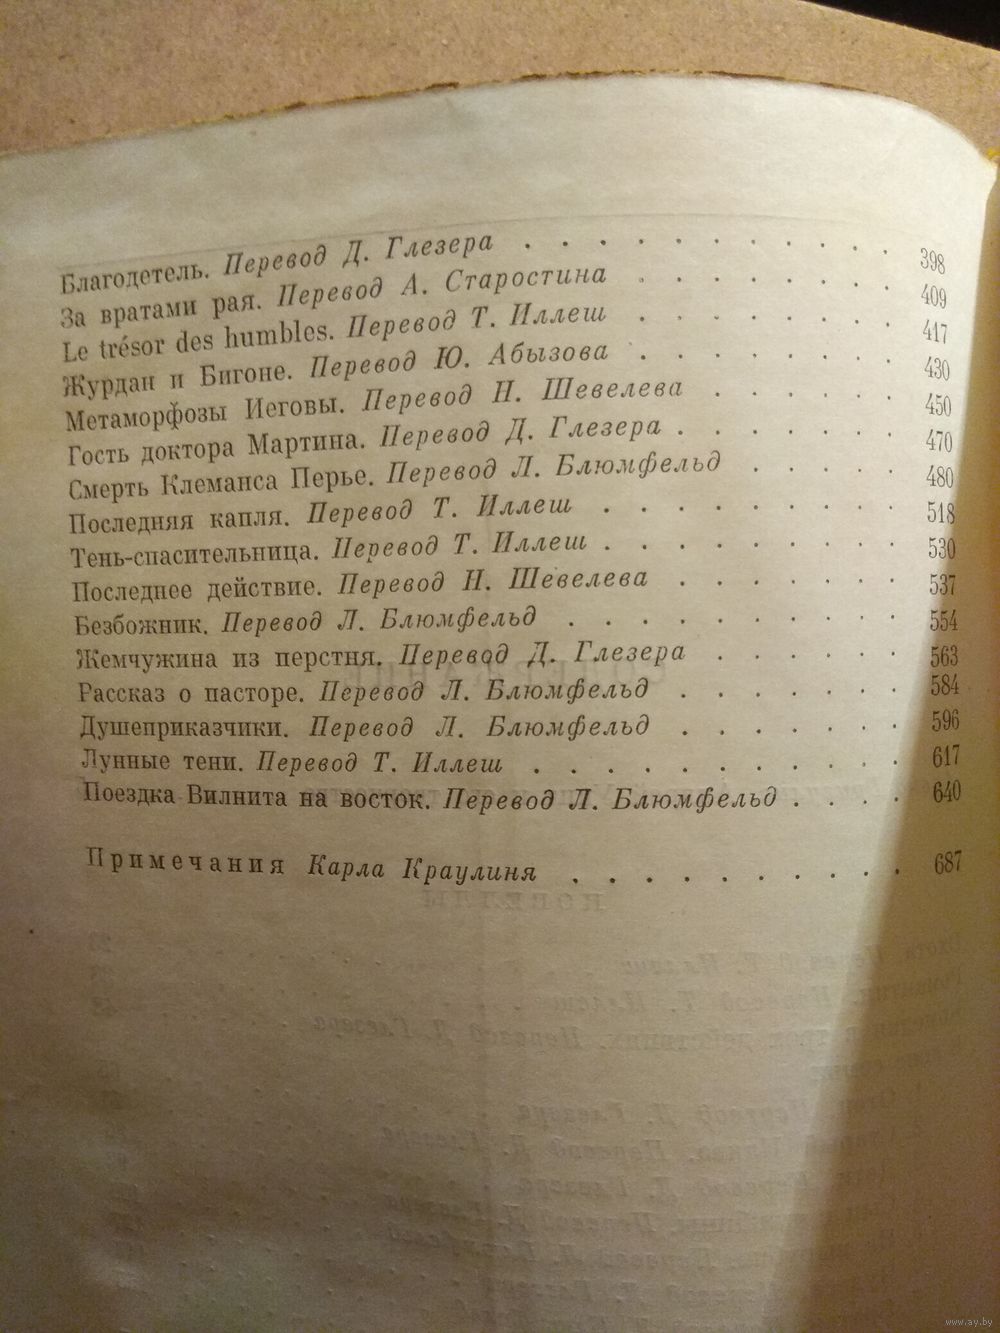 Благодетель. Перевод Д. Глезера . . . . . . . . . . . 398
За вратами рая. Перевод А. Старостина . . . . . . . . 409
Le trésor des humbles. Перевод Т. Иллеш . . . . . . . . 417
Журдан и Бигоне. Перевод Ю. Абызова . . . . . . . . 430
Метаморфозы Иеговы. Перевод Н. Шевелева . . . . . . 450
Гость доктора Мартина. Перевод Д. Глезера . . . . . . . 470
Смерть Клеманса Перье. Перевод Л. Блюмфельд . . . . . 480
Последняя капля. Перевод Т. Иллеш . . . . . . . . . 518
Тень-спасительница. Перевод Т. Иллеш . . . . . . . . . 530
Последнее действие. Перевод Н. Шевелева . . . . . . . 537
Безбожник. Перевод Л. Блюмфельд . . . . . . . . . . 554
Жемчужина из перстня. Перевод Д. Глезера . . . . . . 563
Рассказ о пасторе. Перевод Л. Блюмфельд . . . . . . . 584
Душеприказчики. Перевод Л. Блюмфельд . . . . . . . 596
Лунные тени. Перевод Т. Иллеш . . . . . . . . . . . 617
Поездка Вилнита на восток. Перевод Л. Блюмфельд . . . . 640
Примечания Карла Краулиня . . . . . . . . . . 687
www.ay.by